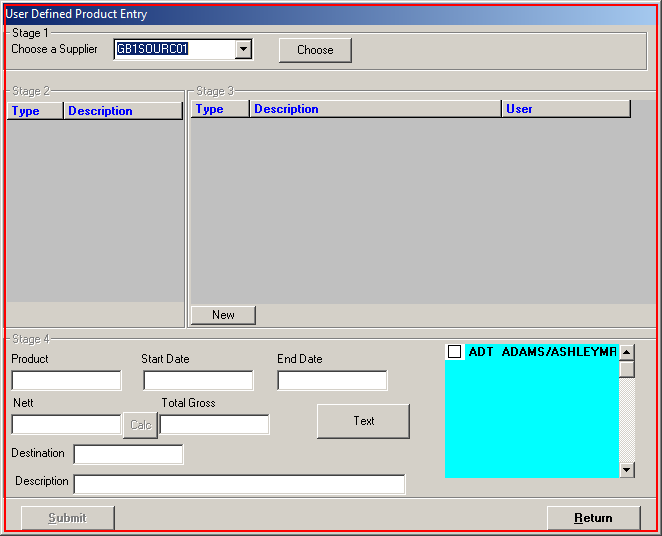 User Defined Product Entry
Stage 1
Choose a Supplier GB1SOURC01 Choose
Stage 2 Stage 3
Type Description Type Description User
New
Stage 4
Product Start Date End Date ADT ADAMS/ASHLEYMR
Nett Total Gross
Calc Text
Destination
Description
Submit Return